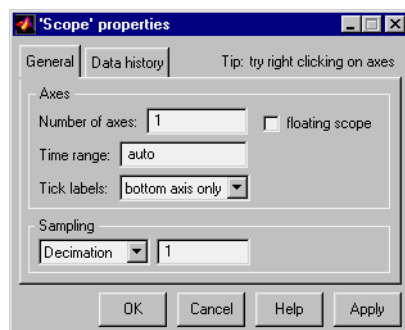 'Scope' properties
General Data history Tip: try right clicking on axes
Axes
Number of axes: 1 floating scope
Time range: auto
Tick labels: bottom axis only
Sampling
Decimation 1
OK Cancel Help Apply